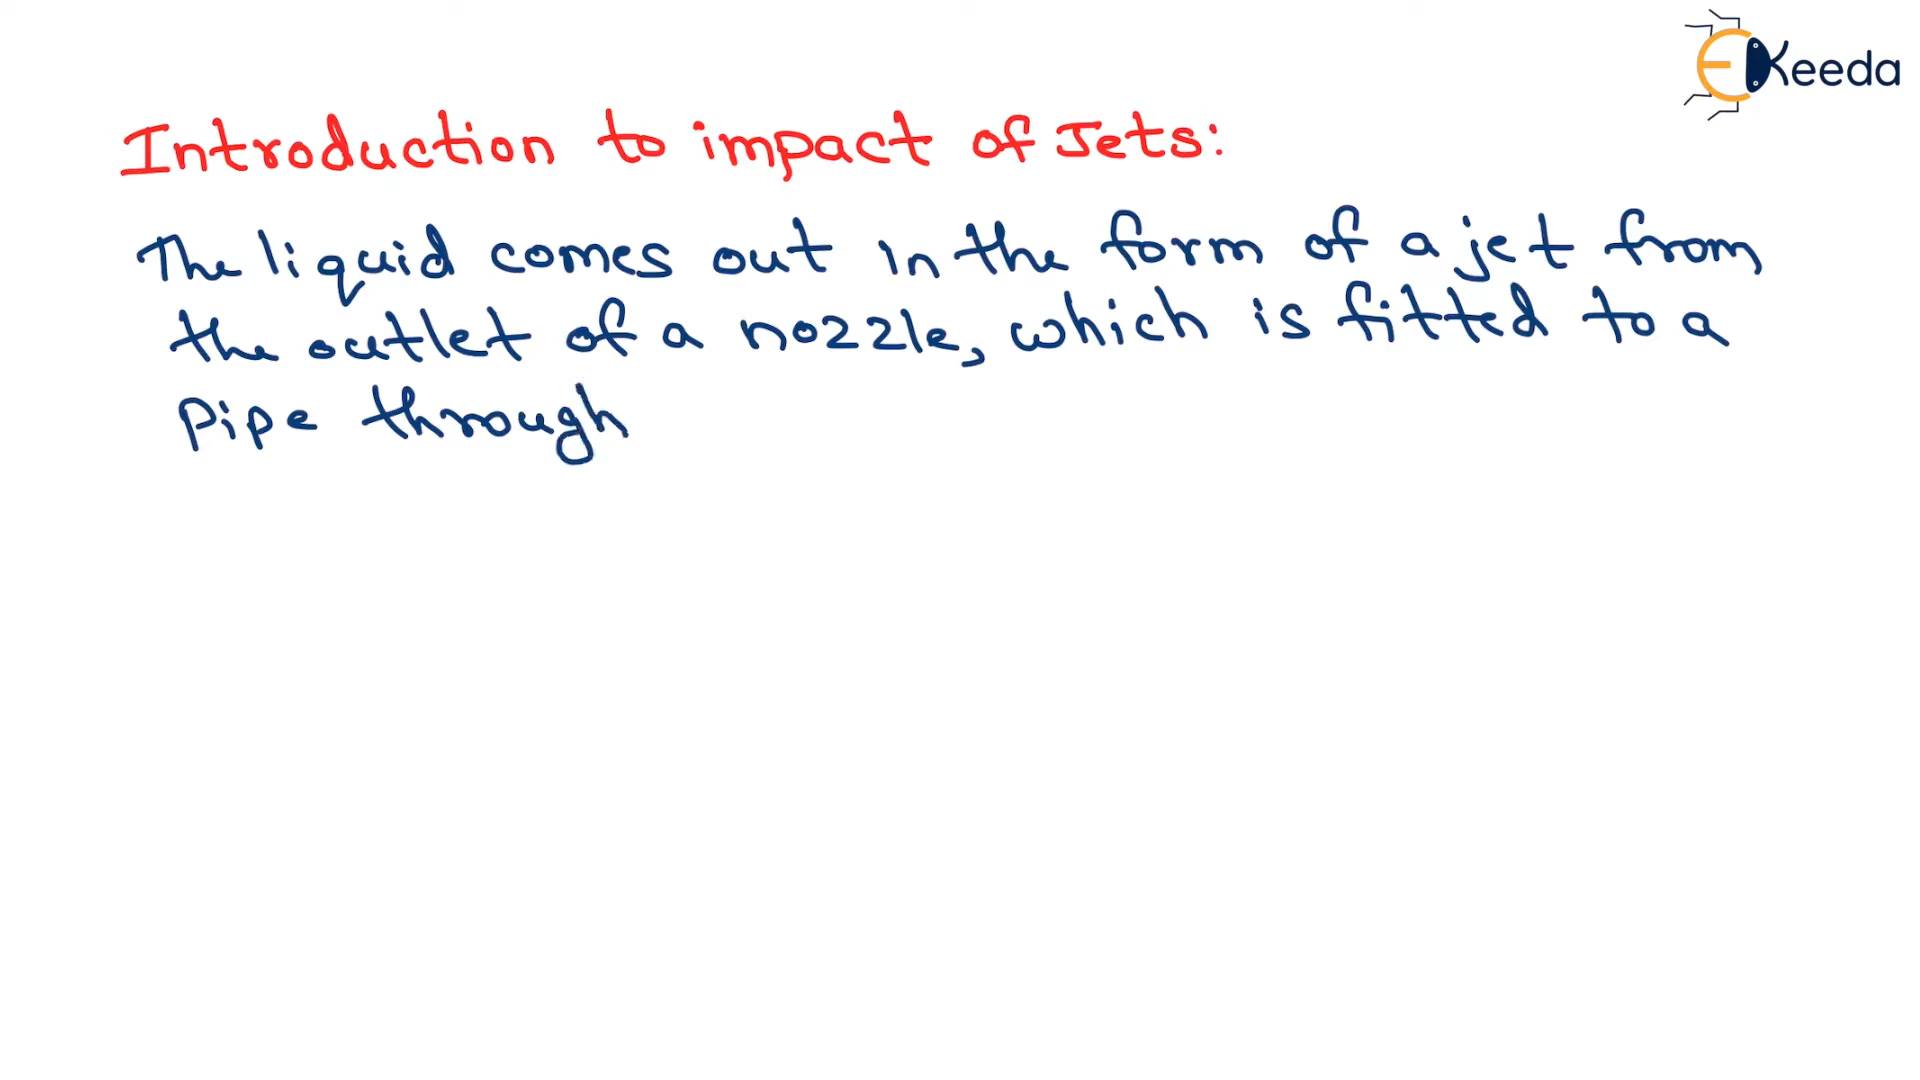 EKeeda
Introduction to impact of Jets:
The liquid comes out in the form of a jet from
the outlet of a nozzle, which is fitted to a
Pipe through